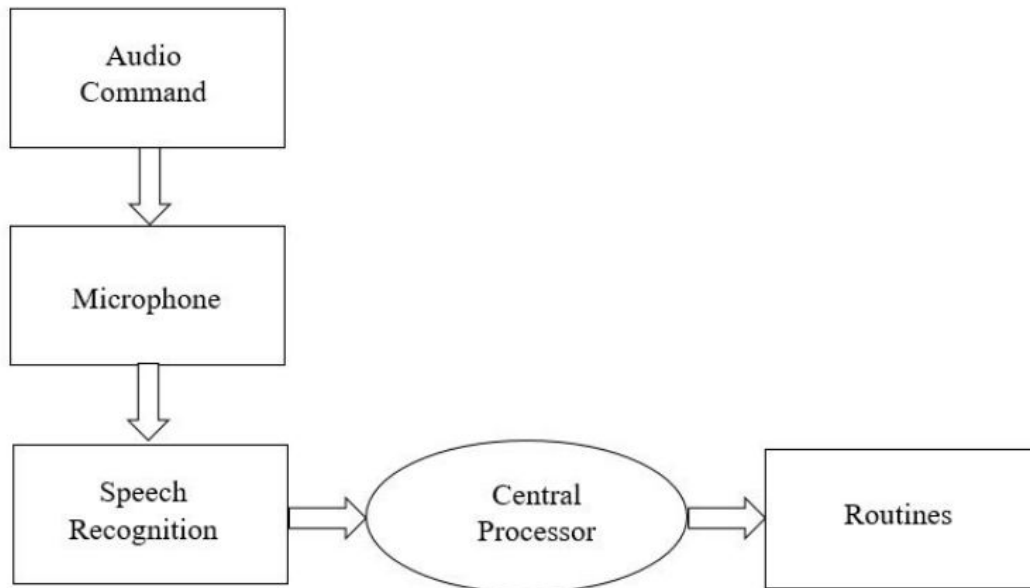 Audio
Command
Microphone
Speech
Recognition
Central
Processor
Routines